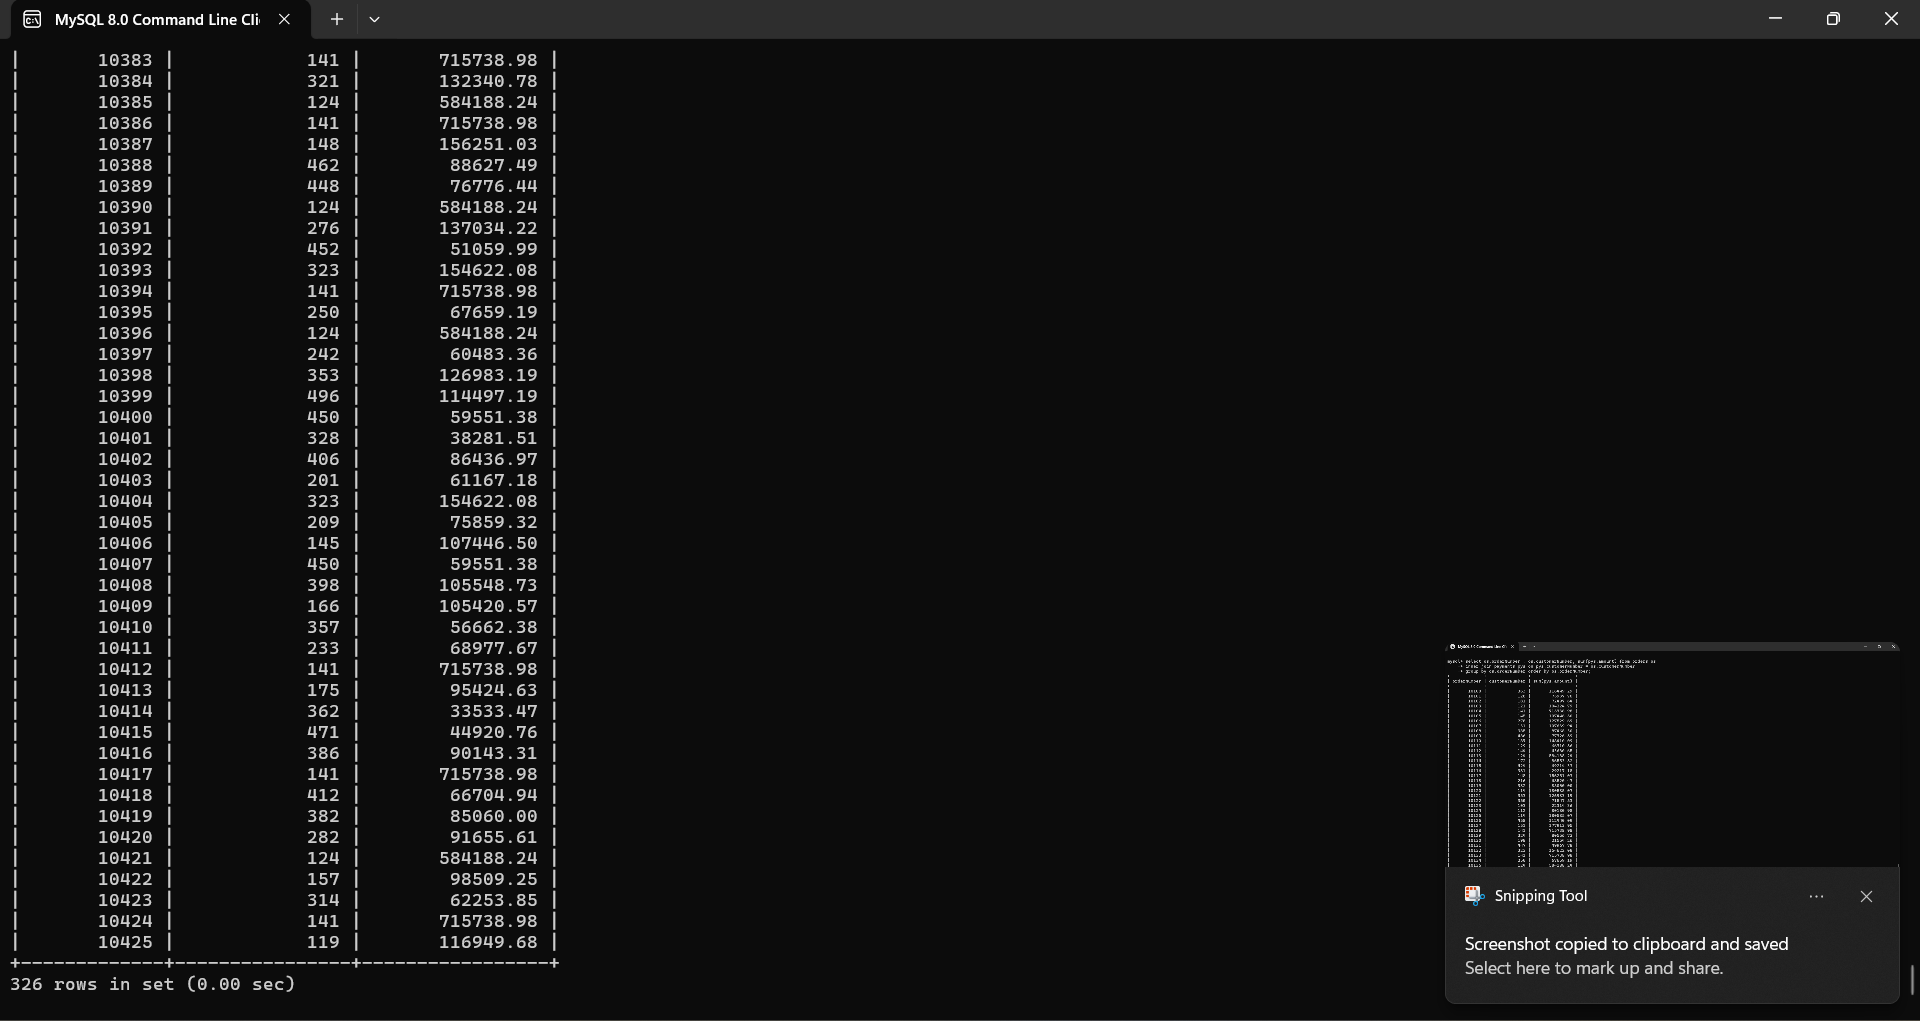 MySQL 8.0 Command Line Cli
| 10383 | 141 | 715738.98 |
| 10384 | 321 | 132340.78 |
| 10385 | 124 | 584188.24 |
| 10386 | 141 | 715738.98 |
| 10387 | 148 | 156251.03 |
| 10388 | 462 | 88627.49 |
| 10389 | 448 | 76776.44 |
| 10390 | 124 | 584188.24 |
| 10391 | 276 | 137034.22 |
| 10392 | 452 | 51059.99 |
| 10393 | 323 | 154622.08 |
| 10394 | 141 | 715738.98 |
| 10395 | 250 | 67659.19 |
| 10396 | 124 | 584188.24 |
| 10397 | 242 | 60483.36 |
| 10398 | 353 | 126983.19 |
| 10399 | 496 | 114497.19 |
| 10400 | 450 | 59551.38 |
| 10401 | 328 | 38281.51 |
| 10402 | 406 | 86436.97 |
| 10403 | 201 | 61167.18 |
| 10404 | 323 | 154622.08 |
| 10405 | 209 | 75859.32 |
| 10406 | 145 | 107446.50 |
| 10407 | 450 | 59551.38 |
| 10408 | 398 | 105548.73 |
| 10409 | 166 | 105420.57 |
| 10410 | 357 | 56662.38 |
| 10411 | 233 | 68977.67 |
| 10412 | 141 | 715738.98 |
| 10413 | 175 | 95424.63 |
| 10414 | 362 | 33533.47 |
| 10415 | 471 | 44920.76 |
| 10416 | 386 | 90143.31 |
| 10417 | 141 | 715738.98 |
| 10418 | 412 | 66704.94 |
| 10419 | 382 | 85060.00 |
| 10420 | 282 | 91655.61 |
| 10421 | 124 | 584188.24 |
| 10422 | 157 | 98509.25 |
| 10423 | 314 | 62253.85 |
| 10424 | 141 | 715738.98 |
| 10425 | 119 | 116949.68 |
+-------------+----------------+-----------------+
326 rows in set (0.00 sec)
Snipping Tool
Screenshot copied to clipboard and saved
Select here to mark up and share.